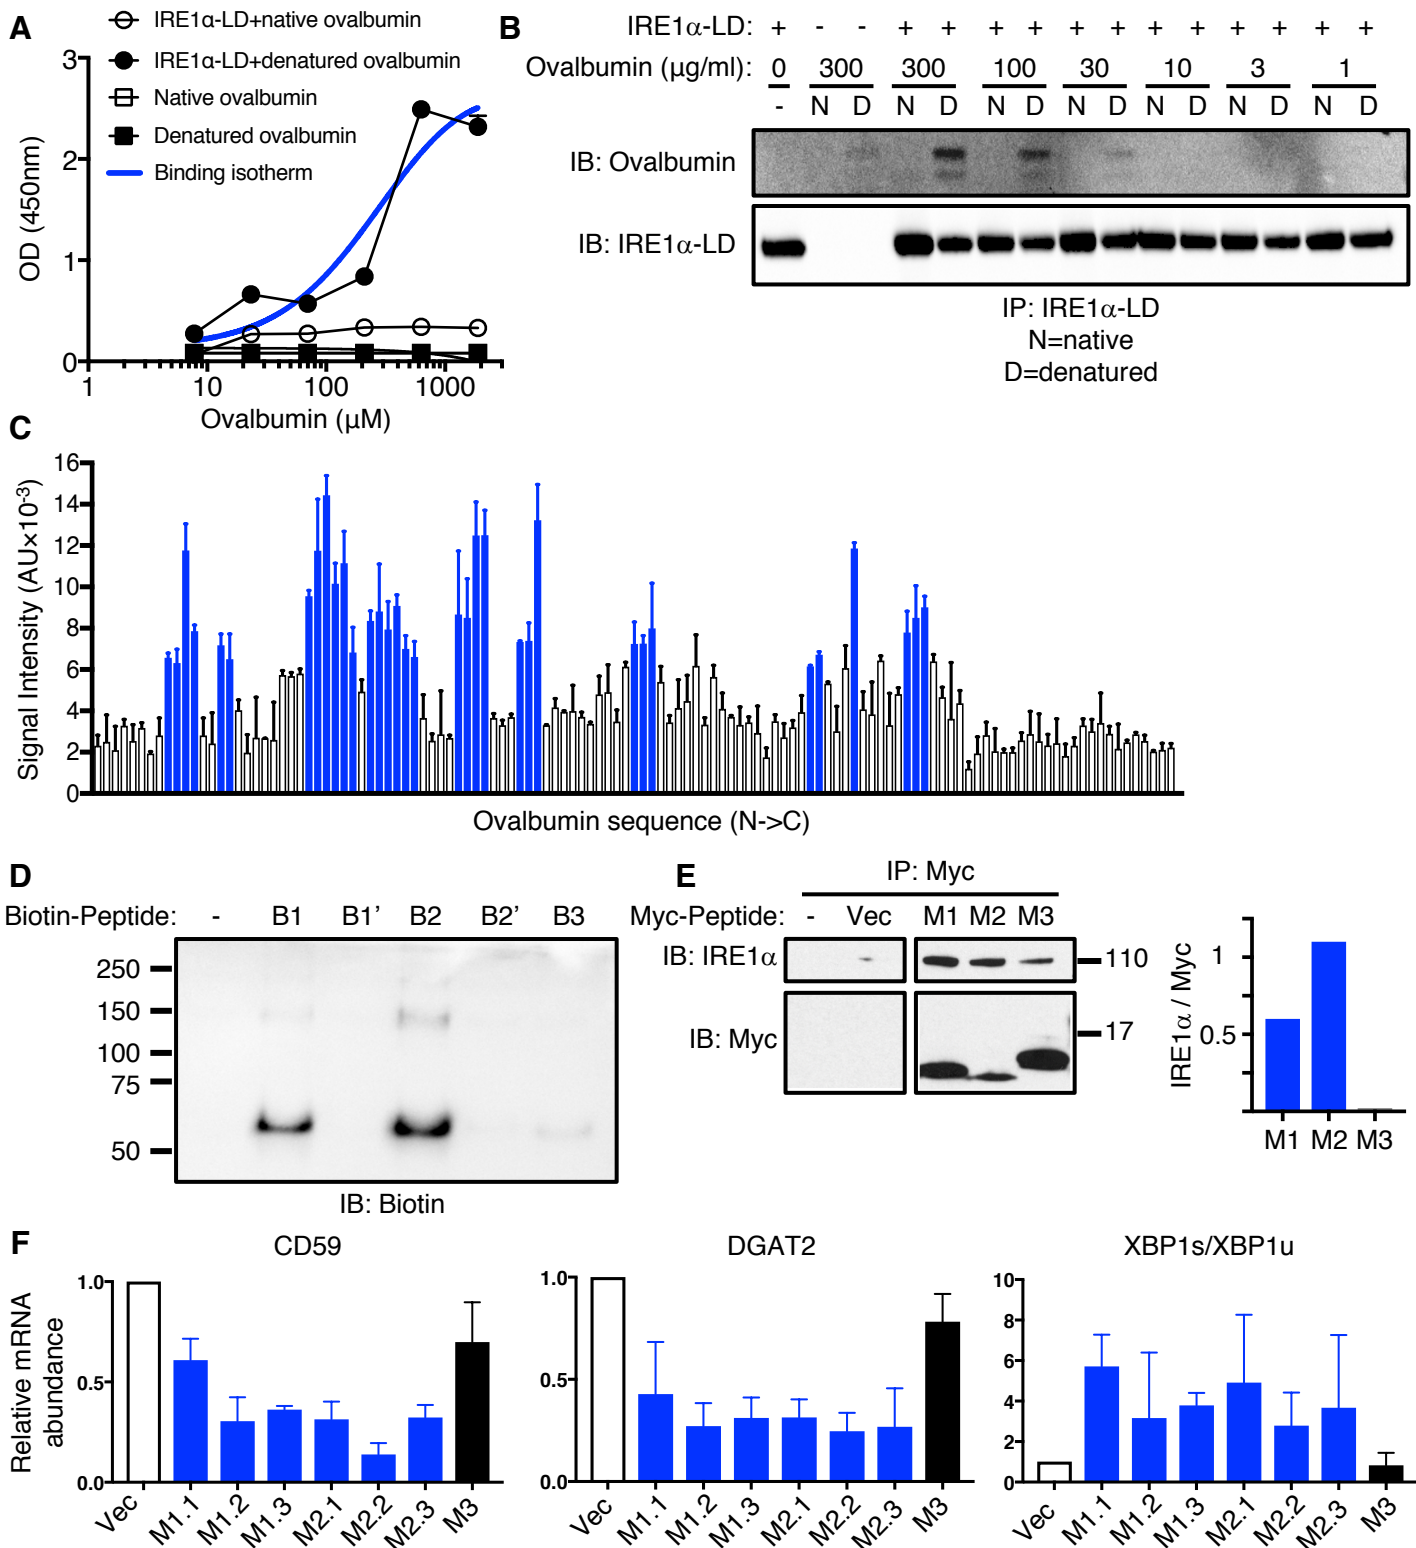 A
IRE1α-LD+native ovalbumin
IRE1α-LD+denatured ovalbumin
Native ovalbumin
Denatured ovalbumin
Binding isotherm
OD (450nm)
3
2
1
0
1 10 100 1000
Ovalbumin (µM)
B
IRE1α-LD: + - - + + + + + + + + + + + +
Ovalbumin (µg/ml): 0 300 300 100 30 10 3 1
- N D N D N D N D N D N D N D
IB: Ovalbumin
IB: IRE1α-LD
IP: IRE1α-LD
N=native
D=denatured
C
Signal Intensity (AU×10⁻³)
16
14
12
10
8
6
4
2
0
Ovalbumin sequence (N->C)
D
Biotin-Peptide: - B1 B1’ B2 B2’ B3
250
150
100
75
50
IB: Biotin
E
IP: Myc
Myc-Peptide: - Vec M1 M2 M3
IB: IRE1α
110
IB: Myc
17
IRE1α / Myc
1
0.5
M1 M2 M3
F
CD59
Relative mRNA
abundance
1.0
0.5
0.0
Vec M1.1 M1.2 M1.3 M2.1 M2.2 M2.3 M3
DGAT2
1.0
0.5
0.0
Vec M1.1 M1.2 M1.3 M2.1 M2.2 M2.3 M3
XBP1s/XBP1u
10
8
6
4
2
0
Vec M1.1 M1.2 M1.3 M2.1 M2.2 M2.3 M3